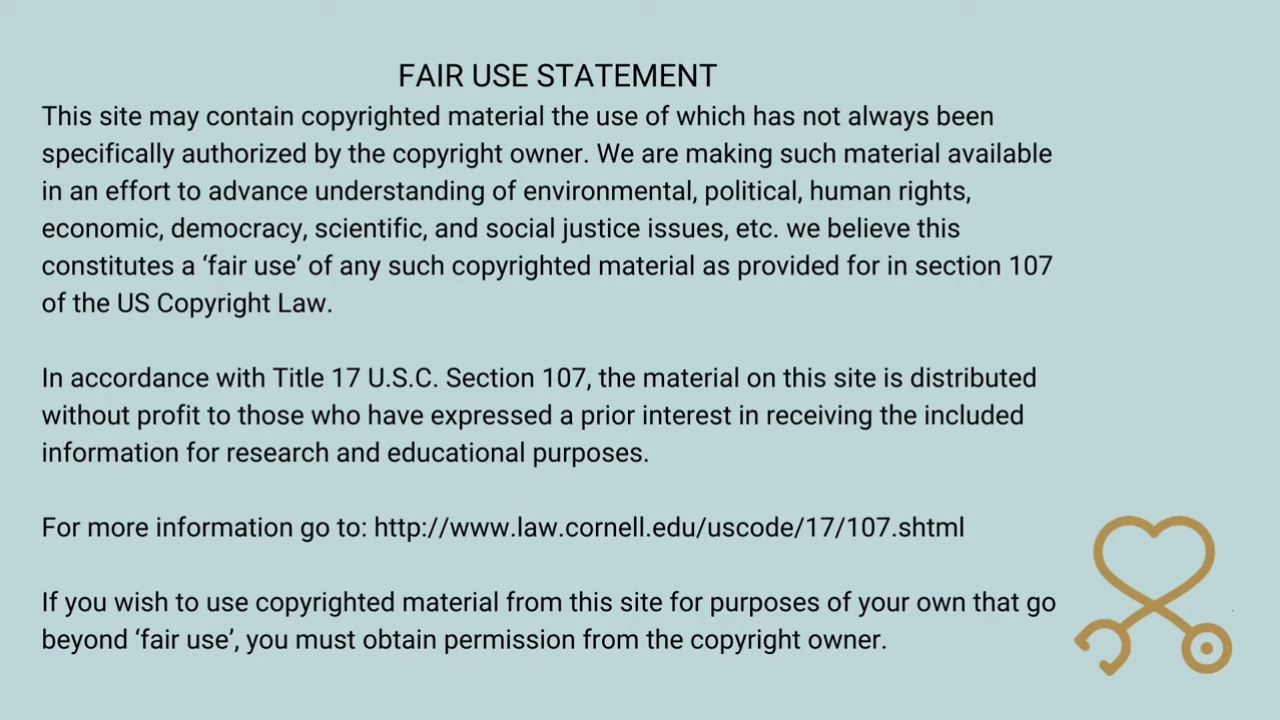 FAIR USE STATEMENT
This site may contain copyrighted material the use of which has not always been
specifically authorized by the copyright owner. We are making such material available
in an effort to advance understanding of environmental, political, human rights,
economic, democracy, scientific, and social justice issues, etc. we believe this
constitutes a ‘fair use’ of any such copyrighted material as provided for in section 107
of the US Copyright Law.
In accordance with Title 17 U.S.C. Section 107, the material on this site is distributed
without profit to those who have expressed a prior interest in receiving the included
information for research and educational purposes.
For more information go to: http://www.law.cornell.edu/uscode/17/107.shtml
If you wish to use copyrighted material from this site for purposes of your own that go
beyond ‘fair use’, you must obtain permission from the copyright owner.